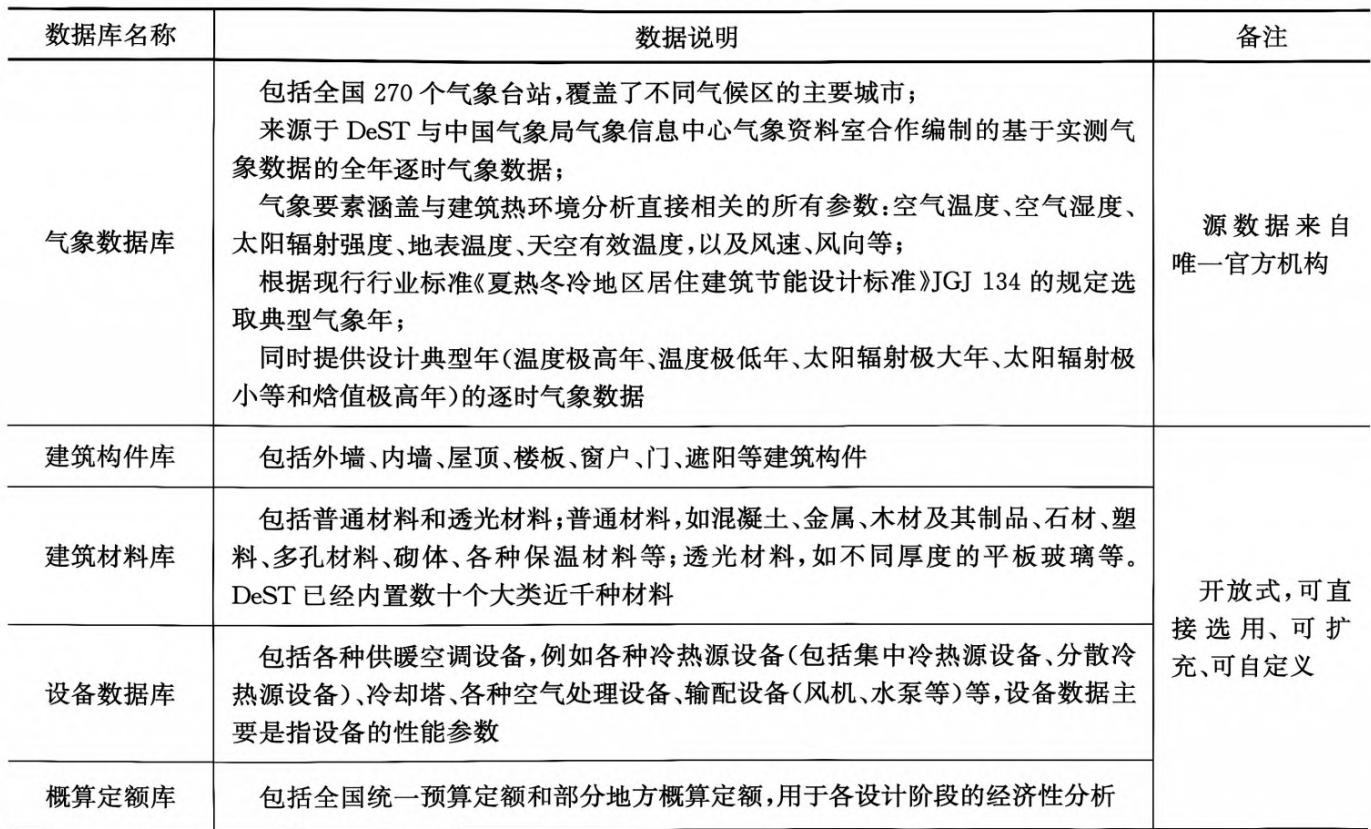 数据库名称 数据说明 备注
包括全国 270 个气象台站,覆盖了不同气候区的主要城市;
来源于 DeST 与中国气象局气象信息中心气象资料室合作编制的基于实测气
象数据的全年逐时气象数据;
气象要素涵盖与建筑热环境分析直接相关的所有参数:空气温度、空气湿度、
太阳辐射强度、地表温度、天空有效温度,以及风速、风向等;
根据现行行业标准《夏热冬冷地区居住建筑节能设计标准》JGJ 134 的规定选
取典型气象年;
同时提供设计典型年(温度极高年、温度极低年、太阳辐射极大年、太阳辐射极
小等和焓值极高年)的逐时气象数据
气象数据库
源数据来自
唯一官方机构
建筑构件库
包括外墙、内墙、屋顶、楼板、窗户、门、遮阳等建筑构件
建筑材料库
包括普通材料和透光材料;普通材料,如混凝土、金属、木材及其制品、石材、塑
料、多孔材料、砌体、各种保温材料等;透光材料,如不同厚度的平板玻璃等。
DeST 已经内置数十个大类近千种材料
设备数据库
包括各种供暖空调设备,例如各种冷热源设备(包括集中冷热源设备、分散冷
热源设备)、冷却塔、各种空气处理设备、输配设备(风机、水泵等)等,设备数据主
要是指设备的性能参数
概算定额库
包括全国统一预算定额和部分地方概算定额,用于各设计阶段的经济性分析
开放式,可直
接选用、可扩
充、可自定义